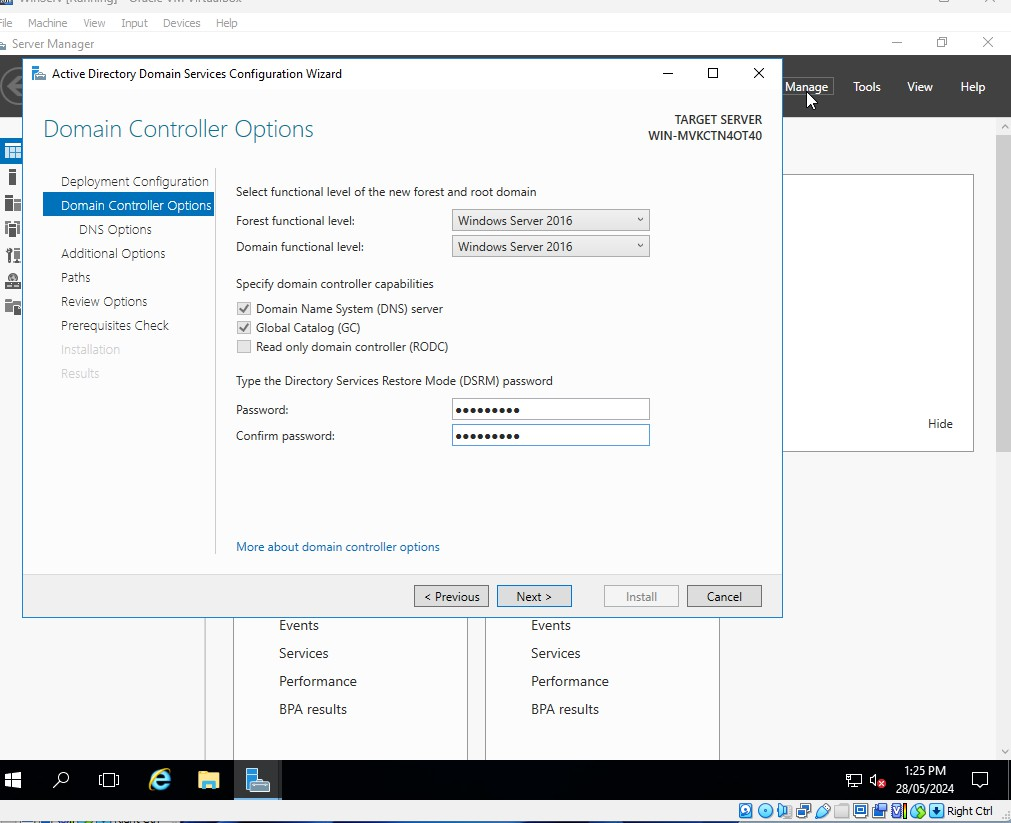 File Machine View Input Devices Help
Server Manager
Active Directory Domain Services Configuration Wizard
Manage Tools View Help
Domain Controller Options
TARGET SERVER
WIN-MVKCTN4OT40
Deployment Configuration
Domain Controller Options
DNS Options
Additional Options
Paths
Review Options
Prerequisites Check
Installation
Results
Select functional level of the new forest and root domain
Forest functional level: Windows Server 2016
Domain functional level: Windows Server 2016
Specify domain controller capabilities
Domain Name System (DNS) server
Global Catalog (GC)
Read only domain controller (RODC)
Type the Directory Services Restore Mode (DSRM) password
Password: •••••••••
Confirm password: •••••••••
Hide
More about domain controller options
< Previous Next > Install Cancel
Events
Services
Performance
BPA results
Events
Services
Performance
BPA results
1:25 PM
28/05/2024
Right Ctrl